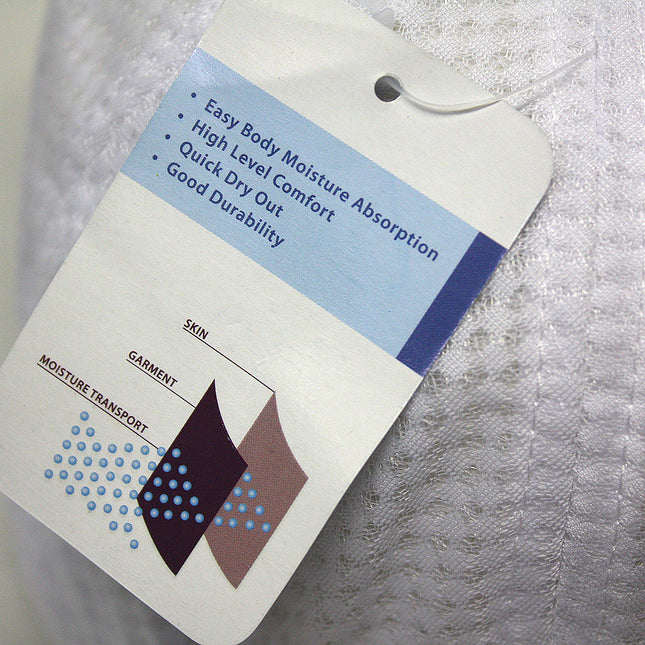 • Easy Body Moisture Absorption
• High Level Comfort
• Quick Dry Out
• Good Durability
SKIN
GARMENT
MOISTURE TRANSPORT